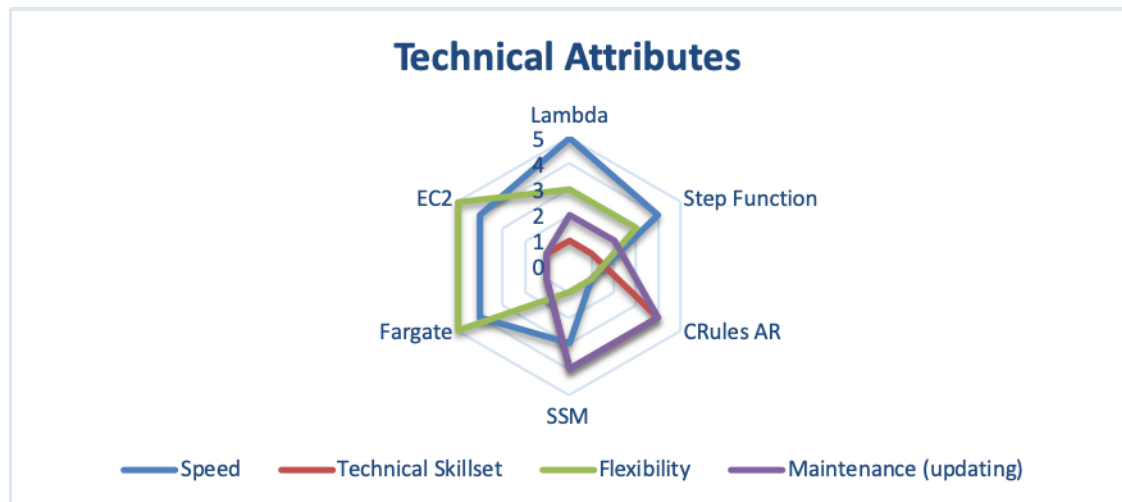 Technical Attributes
Lambda
5
4
3
2
1
0
Step Function
CRules AR
SSM
Fargate
EC2
Speed
Technical Skillset
Flexibility
Maintenance (updating)